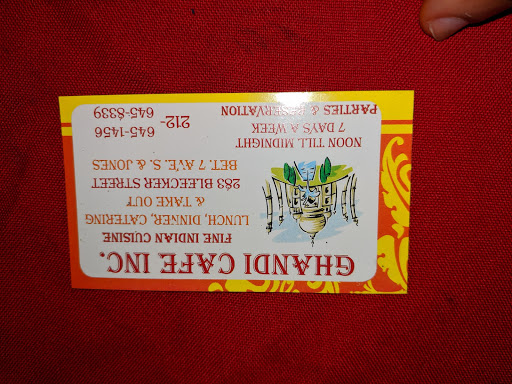 GHANDI CAFE INC.
FINE INDIAN CUISINE
LUNCH, DINNER, CATERING
& TAKE OUT
283 BLEECKER STREET
BET. 7 AVE. S. & JONES
NOON TILL MIDNIGHT
7 DAYS A WEEK
PARTIES & RESERVATION
212-
645-1456
645-8339